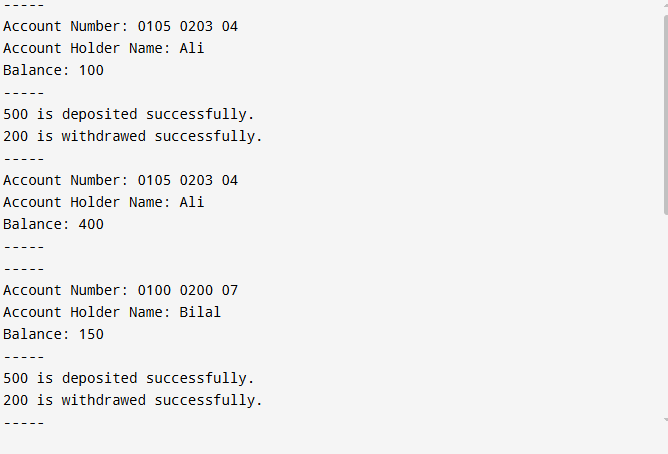 -----
Account Number: 0105 0203 04
Account Holder Name: Ali
Balance: 100
-----
500 is deposited successfully.
200 is withdrawed successfully.
-----
Account Number: 0105 0203 04
Account Holder Name: Ali
Balance: 400
-----
-----
Account Number: 0100 0200 07
Account Holder Name: Bilal
Balance: 150
-----
500 is deposited successfully.
200 is withdrawed successfully.
-----